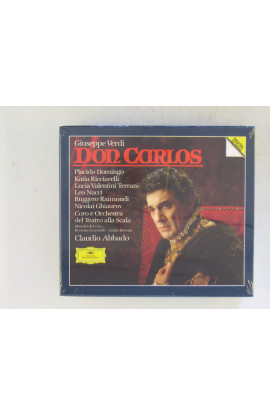 Giuseppe Verdi
DON CARLOS
Placido Domingo
Katia Ricciarelli
Lucia Valentini Terrani
Leo Nucci
Ruggero Raimondi
Nicolai Ghiaurov
Coro e Orchestra
del Teatro alla Scala
Claudio Abbado